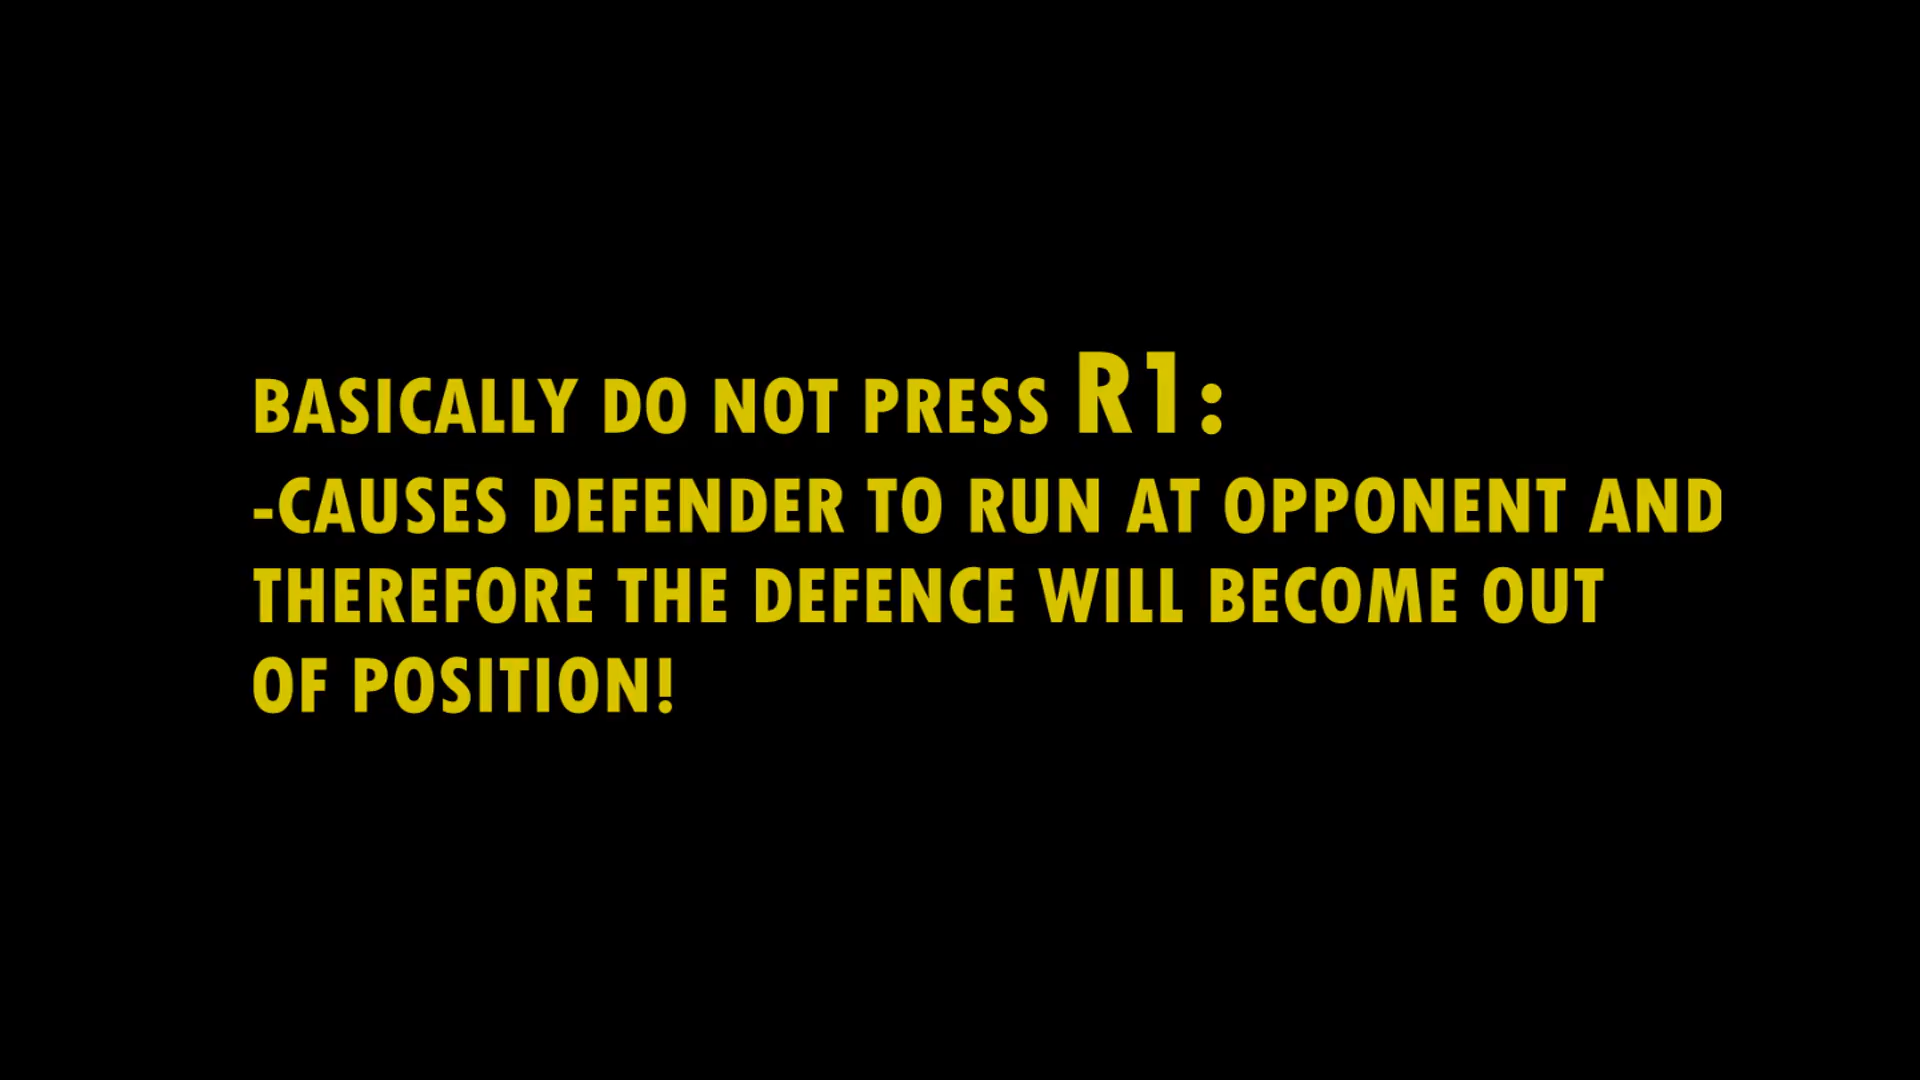 BASICALLY DO NOT PRESS R1:
-CAUSES DEFENDER TO RUN AT OPPONENT AND
THEREFORE THE DEFENCE WILL BECOME OUT
OF POSITION!